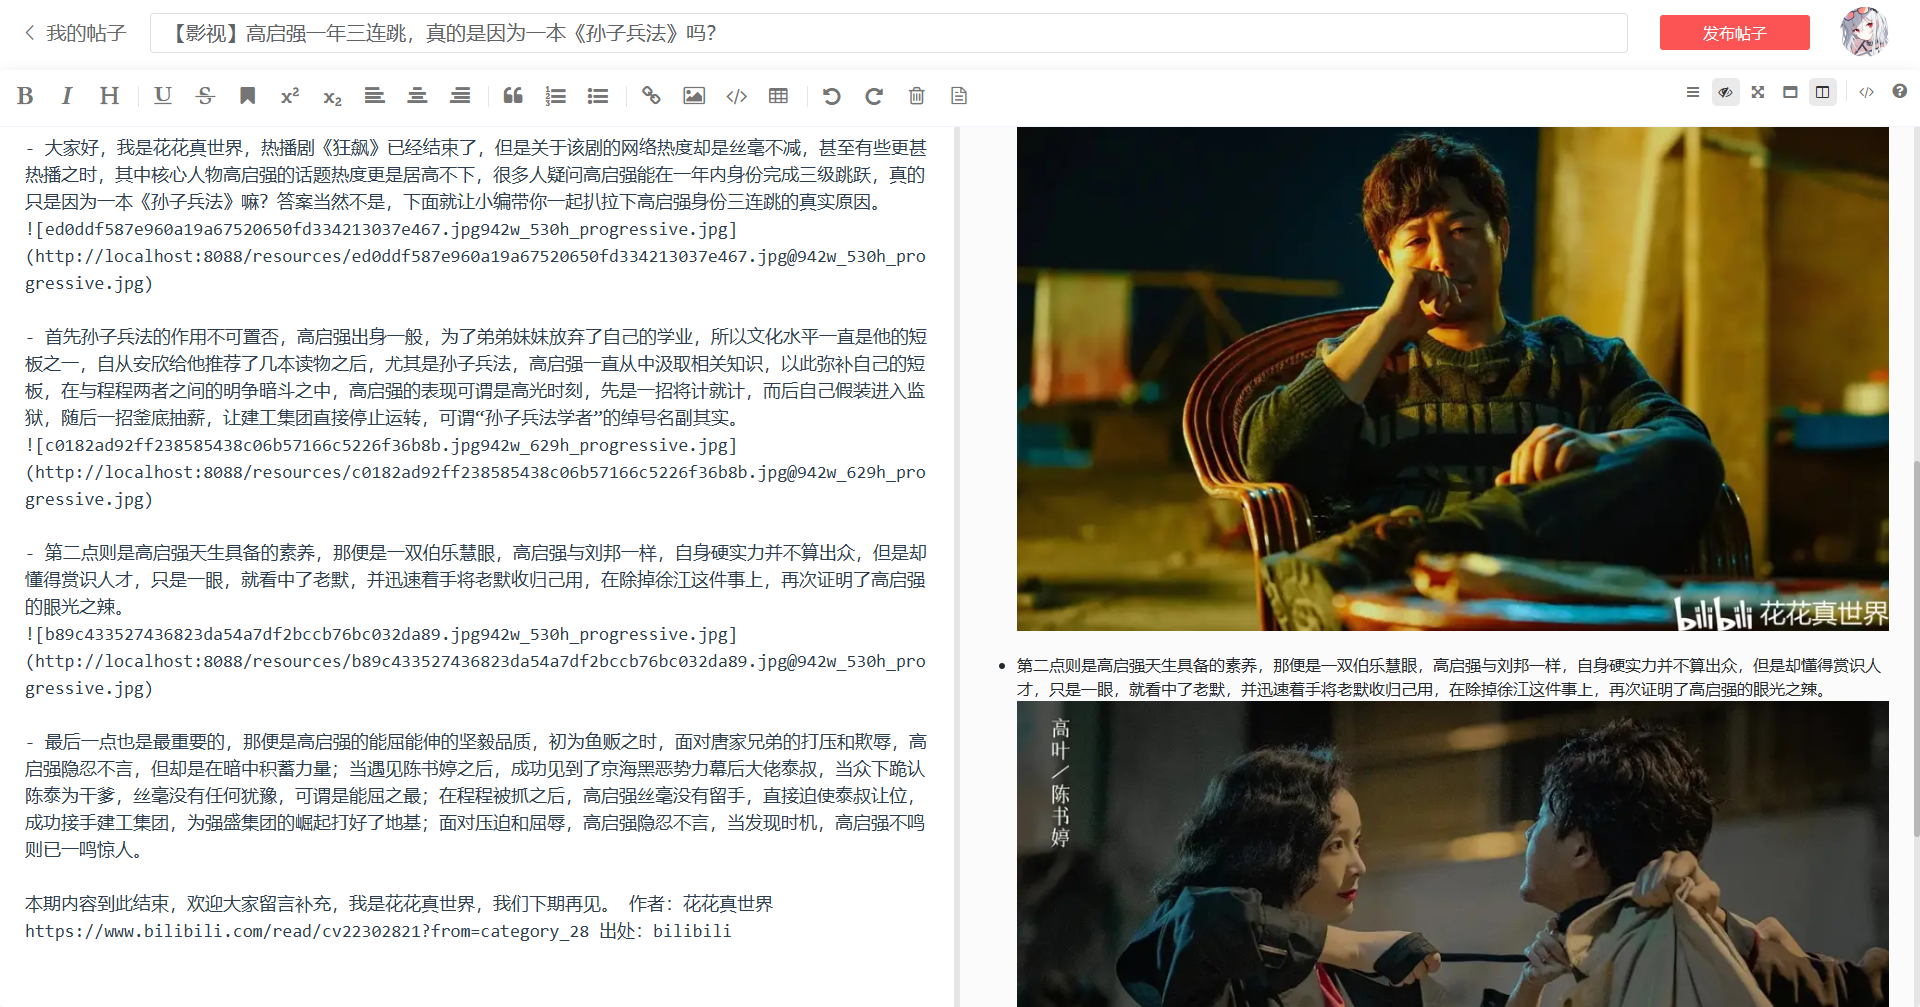 我的帖子
【影视】高启强一年三连跳，真的是因为一本《孙子兵法》吗？
发布帖子
- 大家好，我是花花真世界，热播剧《狂飙》已经结束了，但是关于该剧的网络热度却是丝毫不减，甚至有些更甚
热播之时，其中核心人物高启强的话题热度更是居高不下，很多人疑问高启强能在一年内身份完成三级跳跃，真的
只是因为一本《孙子兵法》嘛？答案当然不是，下面就让小编带你一起扒拉下高启强身份三连跳的真实原因。
![ed0ddf587e960a19a67520650fd334213037e467.jpg942w_530h_progressive.jpg]
(http://localhost:8088/resources/ed0ddf587e960a19a67520650fd334213037e467.jpg@942w_530h_pro
gressive.jpg)
- 首先孙子兵法的作用不可置否，高启强出身一般，为了弟弟妹妹放弃了自己的学业，所以文化水平一直是他的短
板之一，自从安欣给他推荐了几本读物之后，尤其是孙子兵法，高启强一直从中汲取相关知识，以此弥补自己的短
板，在与程程两者之间的明争暗斗之中，高启强的表现可谓是高光时刻，先是一招将计就计，而后自己假装进入监
狱，随后一招釜底抽薪，让建工集团直接停止运转，可谓“孙子兵法学者”的绰号名副其实。
![c0182ad92ff238585438c06b57166c5226f36b8b.jpg942w_629h_progressive.jpg]
(http://localhost:8088/resources/c0182ad92ff238585438c06b57166c5226f36b8b.jpg@942w_629h_pro
gressive.jpg)
- 第二点则是高启强天生具备的素养，那便是一双伯乐慧眼，高启强与刘邦一样，自身硬实力并不算出众，但是却
懂得赏识人才，只是一眼，就看中了老默，并迅速着手将老默收归己用，在除掉徐江这件事上，再次证明了高启强
的眼光之辣。
![b89c433527436823da54a7df2bccb76bc032da89.jpg942w_530h_progressive.jpg]
(http://localhost:8088/resources/b89c433527436823da54a7df2bccb76bc032da89.jpg@942w_530h_pro
gressive.jpg)
- 最后一点也是最重要的，那便是高启强的能屈能伸的坚毅品质，初为鱼贩之时，面对唐家兄弟的打压和欺辱，高
启强隐忍不言，但却是在暗中积蓄力量；当遇见陈书婷之后，成功见到了京海黑恶势力幕后大佬泰叔，当众下跪认
陈泰为干爹，丝毫没有任何犹豫，可谓是能屈之最；在程程被抓之后，高启强丝毫没有留手，直接迫使泰叔让位，
成功接手建工集团，为强盛集团的崛起打好了地基；面对压迫和屈辱，高启强隐忍不言，当发现时机，高启强不鸣
则已一鸣惊人。
本期内容到此结束，欢迎大家留言补充，我是花花真世界，我们下期再见。 作者：花花真世界
https://www.bilibili.com/read/cv22302821?from=category_28 出处：bilibili
bilibili 花花真世界
第二点则是高启强天生具备的素养，那便是一双伯乐慧眼，高启强与刘邦一样，自身硬实力并不算出众，但是却懂得赏识人
才，只是一眼，就看中了老默，并迅速着手将老默收归己用，在除掉徐江这件事上，再次证明了高启强的眼光之辣。
高叶／陈书婷